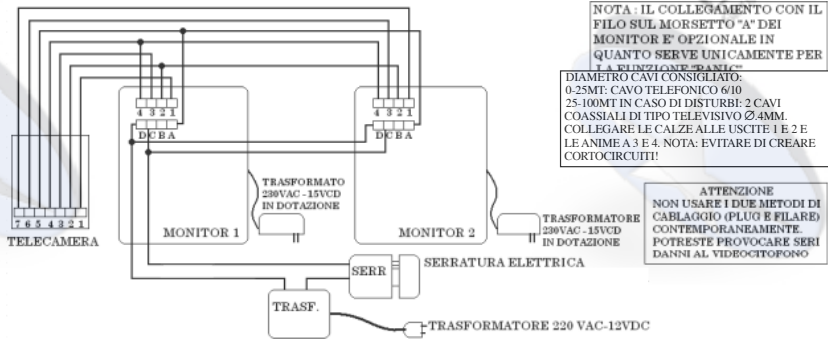 NOTA : IL COLLEGAMENTO CON IL
FILO SUL MORSETTO "A" DEI
MONITOR E' OPZIONALE IN
QUANTO SERVE UNICAMENTE PER
LA FUNZIONE "PANIC"
DIAMETRO CAVI CONSIGLIATO:
0-25MT: CAVO TELEFONICO 6/10
25-100MT IN CASO DI DISTURBI: 2 CAVI
COASSIALI DI TIPO TELEVISIVO Ø.4MM.
COLLEGARE LE CALZE ALLE USCITE 1 E 2 E
LE ANIME A 3 E 4. NOTA: EVITARE DI CREARE
CORTOCIRCUITI!
4 3 2 1
D C B A
4 3 2 1
D C B A
TRASFORMATO
230VAC - 15VCD
IN DOTAZIONE
MONITOR 1
TRASFORMATORE
230VAC - 15VCD
IN DOTAZIONE
MONITOR 2
ATTENZIONE
NON USARE I DUE METODI DI
CABLAGGIO (PLUG E FILARE)
CONTEMPORANEAMENTE.
POTRESTE PROVOCARE SERI
DANNI AL VIDEOCITOFONO
7 6 5 4 3 2 1
TELECAMERA
SERR
SERRATURA ELETTRICA
TRASF.
TRASFORMATORE 220 VAC-12VDC